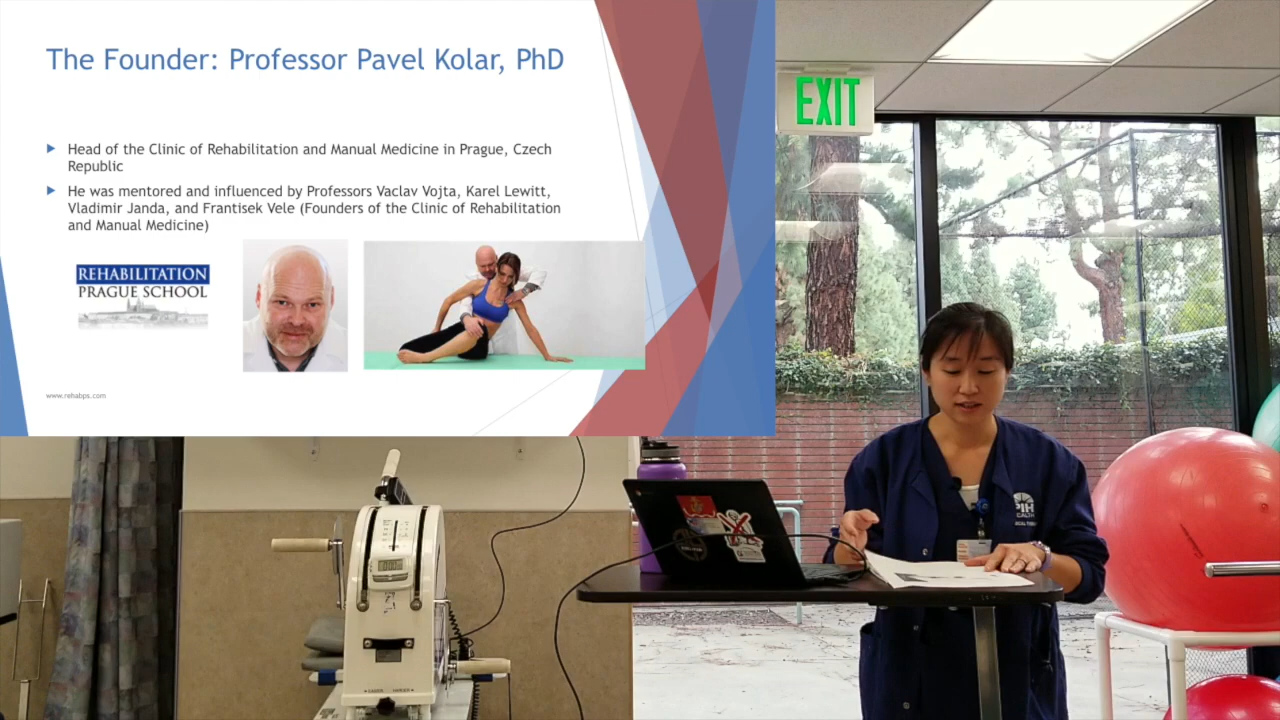 The Founder: Professor Pavel Kolar, PhD
Head of the Clinic of Rehabilitation and Manual Medicine in Prague, Czech
Republic
He was mentored and influenced by Professors Vaclav Vojta, Karel Lewitt,
Vladimir Janda, and Frantisek Vele (Founders of the Clinic of Rehabilitation
and Manual Medicine)
REHABILITATION
PRAGUE SCHOOL
www.rehabps.com
EXIT
PIH